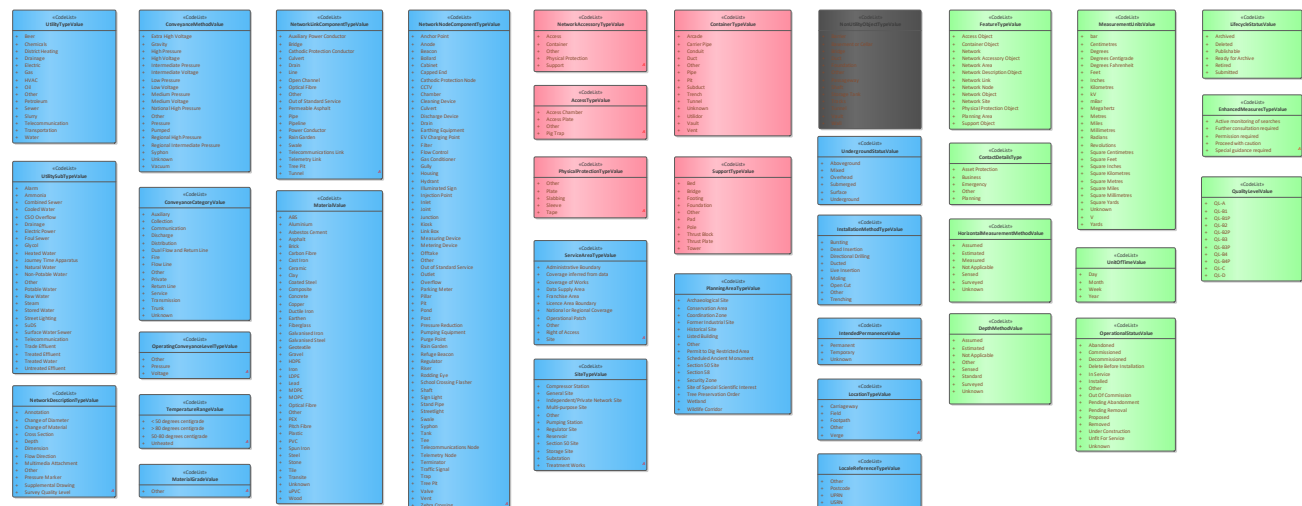 «CodeList»
UtilityTypeValue
+ Beer
+ Chemicals
+ District Heating
+ Drainage
+ Electric
+ Gas
+ HVAC
+ Oil
+ Other
+ Petroleum
+ Sewer
+ Slurry
+ Telecommunication
+ Transportation
+ Water
«CodeList»
UtilitySubTypeValue
+ Alarm
+ Ammonia
+ Combined Sewer
+ Cooled Water
+ CSO Overflow
+ Drainage
+ Electric Power
+ Foul Sewer
+ Glycol
+ Heated Water
+ Journey Time Apparatus
+ Natural Water
+ Non-Potable Water
+ Other
+ Potable Water
+ Raw Water
+ Steam
+ Stored Water
+ Street Lighting
+ SuDS
+ Surface Water Sewer
+ Telecommunication
+ Trade Effluent
+ Treated Effluent
+ Treated Water
+ Untreated Effluent
«CodeList»
NetworkDescriptionTypeValue
+ Annotation
+ Change of Diameter
+ Change of Material
+ Cross Section
+ Depth
+ Dimension
+ Flow Direction
+ Multimedia Attachment
+ Other
+ Pressure Marker
+ Supplemental Drawing
+ Survey Quality Level
«CodeList»
ConveyanceMethodValue
+ Extra High Voltage
+ Gravity
+ High Pressure
+ High Voltage
+ Intermediate Pressure
+ Intermediate Voltage
+ Low Pressure
+ Low Voltage
+ Medium Pressure
+ Medium Voltage
+ National High Pressure
+ Other
+ Pressure
+ Pumped
+ Regional High Pressure
+ Regional Intermediate Pressure
+ Syphon
+ Unknown
+ Vacuum
«CodeList»
ConveyanceCategoryValue
+ Auxiliary
+ Collection
+ Communication
+ Discharge
+ Distribution
+ Dual Flow and Return Line
+ Fire
+ Flow Line
+ Other
+ Private
+ Return Line
+ Service
+ Transmission
+ Trunk
+ Unknown
«CodeList»
OperatingConveyanceLevelTypeValue
+ Other
+ Pressure
+ Voltage
«CodeList»
TemperatureRangeValue
+ < 50 degrees centigrade
+ > 80 degrees centigrade
+ 50-80 degrees centigrade
+ Unheated
«CodeList»
MaterialGradeValue
+ Other
«CodeList»
NetworkLinkComponentTypeValue
+ Auxiliary Power Conductor
+ Bridge
+ Cathodic Protection Conductor
+ Culvert
+ Drain
+ Line
+ Open Channel
+ Optical Fibre
+ Other
+ Out of Standard Service
+ Permeable Asphalt
+ Pipe
+ Pipeline
+ Power Conductor
+ Rain Garden
+ Swale
+ Telecommunications Link
+ Telemetry Link
+ Tree Pit
+ Tunnel
«CodeList»
MaterialValue
+ ABS
+ Aluminium
+ Asbestos Cement
+ Asphalt
+ Brick
+ Carbon Fibre
+ Cast Iron
+ Ceramic
+ Clay
+ Coated Steel
+ Composite
+ Concrete
+ Copper
+ Ductile Iron
+ Earthen
+ Fiberglass
+ Galvanised Iron
+ Galvanised Steel
+ Geotextile
+ Gravel
+ HDPE
+ Iron
+ LDPE
+ Lead
+ MDPE
+ MOPC
+ Optical Fibre
+ Other
+ PEX
+ Pitch Fibre
+ Plastic
+ PVC
+ Spun Iron
+ Steel
+ Stone
+ Tile
+ Transite
+ Unknown
+ uPVC
+ Wood
«CodeList»
NetworkNodeComponentTypeValue
+ Anchor Point
+ Anode
+ Beacon
+ Bollard
+ Cabinet
+ Capped End
+ Cathodic Protection Node
+ CCTV
+ Chamber
+ Cleaning Device
+ Culvert
+ Discharge Device
+ Drain
+ Earthing Equipment
+ EV Charging Point
+ Filter
+ Flow Control
+ Gas Conditioner
+ Gully
+ Housing
+ Hydrant
+ Illuminated Sign
+ Injection Point
+ Inlet
+ Joint
+ Junction
+ Kiosk
+ Link Box
+ Measuring Device
+ Metering Device
+ Offtake
+ Other
+ Out of Standard Service
+ Outlet
+ Overflow
+ Parking Meter
+ Pillar
+ Pit
+ Pond
+ Post
+ Pressure Reduction
+ Pumping Equipment
+ Purge Point
+ Rain Garden
+ Refuge Beacon
+ Regulator
+ Riser
+ Rodding Eye
+ School Crossing Flasher
+ Shaft
+ Sign Light
+ Stand Pipe
+ Streetlight
+ Swale
+ Syphon
+ Tank
+ Tee
+ Telecommunications Node
+ Telemetry Node
+ Terminator
+ Traffic Signal
+ Trap
+ Tree Pit
+ Valve
+ Vent
«CodeList»
NetworkAccessoryTypeValue
+ Access
+ Container
+ Other
+ Physical Protection
+ Support
«CodeList»
AccessTypeValue
+ Access Chamber
+ Access Plate
+ Other
+ Pig Trap
«CodeList»
PhysicalProtectionTypeValue
+ Other
+ Plate
+ Slabbing
+ Sleeve
+ Tape
«CodeList»
ServiceAreaTypeValue
+ Administrative Boundary
+ Coverage inferred from data
+ Coverage of Works
+ Data Supply Area
+ Franchise Area
+ Licence Area Boundary
+ National or Regional Coverage
+ Operational Patch
+ Other
+ Right of Access
+ Site
«CodeList»
SiteTypeValue
+ Compressor Station
+ General Site
+ Independent/Private Network Site
+ Multi-purpose Site
+ Other
+ Pumping Station
+ Regulator Site
+ Reservoir
+ Section 50 Site
+ Storage Site
+ Substation
+ Treatment Works
«CodeList»
ContainerTypeValue
+ Arcade
+ Carrier Pipe
+ Conduit
+ Duct
+ Other
+ Pipe
+ Pit
+ Subduct
+ Trench
+ Tunnel
+ Unknown
+ Utilidor
+ Vault
+ Vent
«CodeList»
SupportTypeValue
+ Bed
+ Bridge
+ Footing
+ Foundation
+ Other
+ Pad
+ Pole
+ Thrust Block
+ Thrust Plate
+ Tower
«CodeList»
PlanningAreaTypeValue
+ Archaeological Site
+ Conservation Area
+ Coordination Zone
+ Former Industrial Site
+ Historical Site
+ Listed Building
+ Other
+ Permit to Dig Restricted Area
+ Scheduled Ancient Monument
+ Section 50 Site
+ Section 58
+ Security Zone
+ Site of Special Scientific Interest
+ Tree Preservation Order
+ Wetland
+ Wildlife Corridor
«CodeList»
UndergroundStatusValue
+ Aboveground
+ Mixed
+ Overhead
+ Submerged
+ Surface
+ Underground
«CodeList»
InstallationMethodTypeValue
+ Bursting
+ Dead Insertion
+ Directional Drilling
+ Ducted
+ Live Insertion
+ Moling
+ Open Cut
+ Other
+ Trenching
«CodeList»
IntendedPermanenceValue
+ Permanent
+ Temporary
+ Unknown
«CodeList»
LocationTypeValue
+ Carriageway
+ Field
+ Footpath
+ Other
+ Verge
«CodeList»
LocaleReferenceTypeValue
+ Other
+ Postcode
+ UPRN
+ USRN
«CodeList»
FeatureTypeValue
+ Access Object
+ Container Object
+ Network
+ Network Accessory Object
+ Network Area
+ Network Description Object
+ Network Link
+ Network Node
+ Network Object
+ Network Site
+ Physical Protection Object
+ Planning Area
+ Support Object
«CodeList»
ContactDetailsType
+ Asset Protection
+ Business
+ Emergency
+ Other
+ Planning
«CodeList»
HorizontalMeasurementMethodValue
+ Assumed
+ Estimated
+ Measured
+ Not Applicable
+ Sensed
+ Surveyed
+ Unknown
«CodeList»
DepthMethodValue
+ Assumed
+ Estimated
+ Not Applicable
+ Other
+ Sensed
+ Standard
+ Surveyed
+ Unknown
«CodeList»
MeasurementUnitsValue
+ bar
+ Centimetres
+ Degrees
+ Degrees Centigrade
+ Degrees Fahrenheit
+ Feet
+ Inches
+ Kilometres
+ kV
+ mBar
+ Megahertz
+ Metres
+ Miles
+ Millimetres
+ Radians
+ Revolutions
+ Square Centimetres
+ Square Feet
+ Square Inches
+ Square Kilometres
+ Square Metres
+ Square Miles
+ Square Millimetres
+ Square Yards
+ Unknown
+ V
+ Yards
«CodeList»
UnitOfTimeValue
+ Day
+ Month
+ Week
+ Year
«CodeList»
OperationalStatusValue
+ Abandoned
+ Commissioned
+ Decommissioned
+ Delete Before Installation
+ In Service
+ Installed
+ Other
+ Out Of Commission
+ Pending Abandonment
+ Pending Removal
+ Proposed
+ Removed
+ Under Construction
+ Unfit For Service
+ Unknown
«CodeList»
LifecycleStatusValue
+ Archived
+ Deleted
+ Publishable
+ Ready for Archive
+ Retired
+ Submitted
«CodeList»
EnhancedMeasuresTypeValue
+ Active monitoring of searches
+ Further consultation required
+ Permission required
+ Proceed with caution
+ Special guidance required
«CodeList»
QualityLevelValue
+ QL-A
+ QL-B1
+ QL-B1P
+ QL-B2
+ QL-B2P
+ QL-B3
+ QL-B3P
+ QL-B4
+ QL-B4P
+ QL-C
+ QL-D